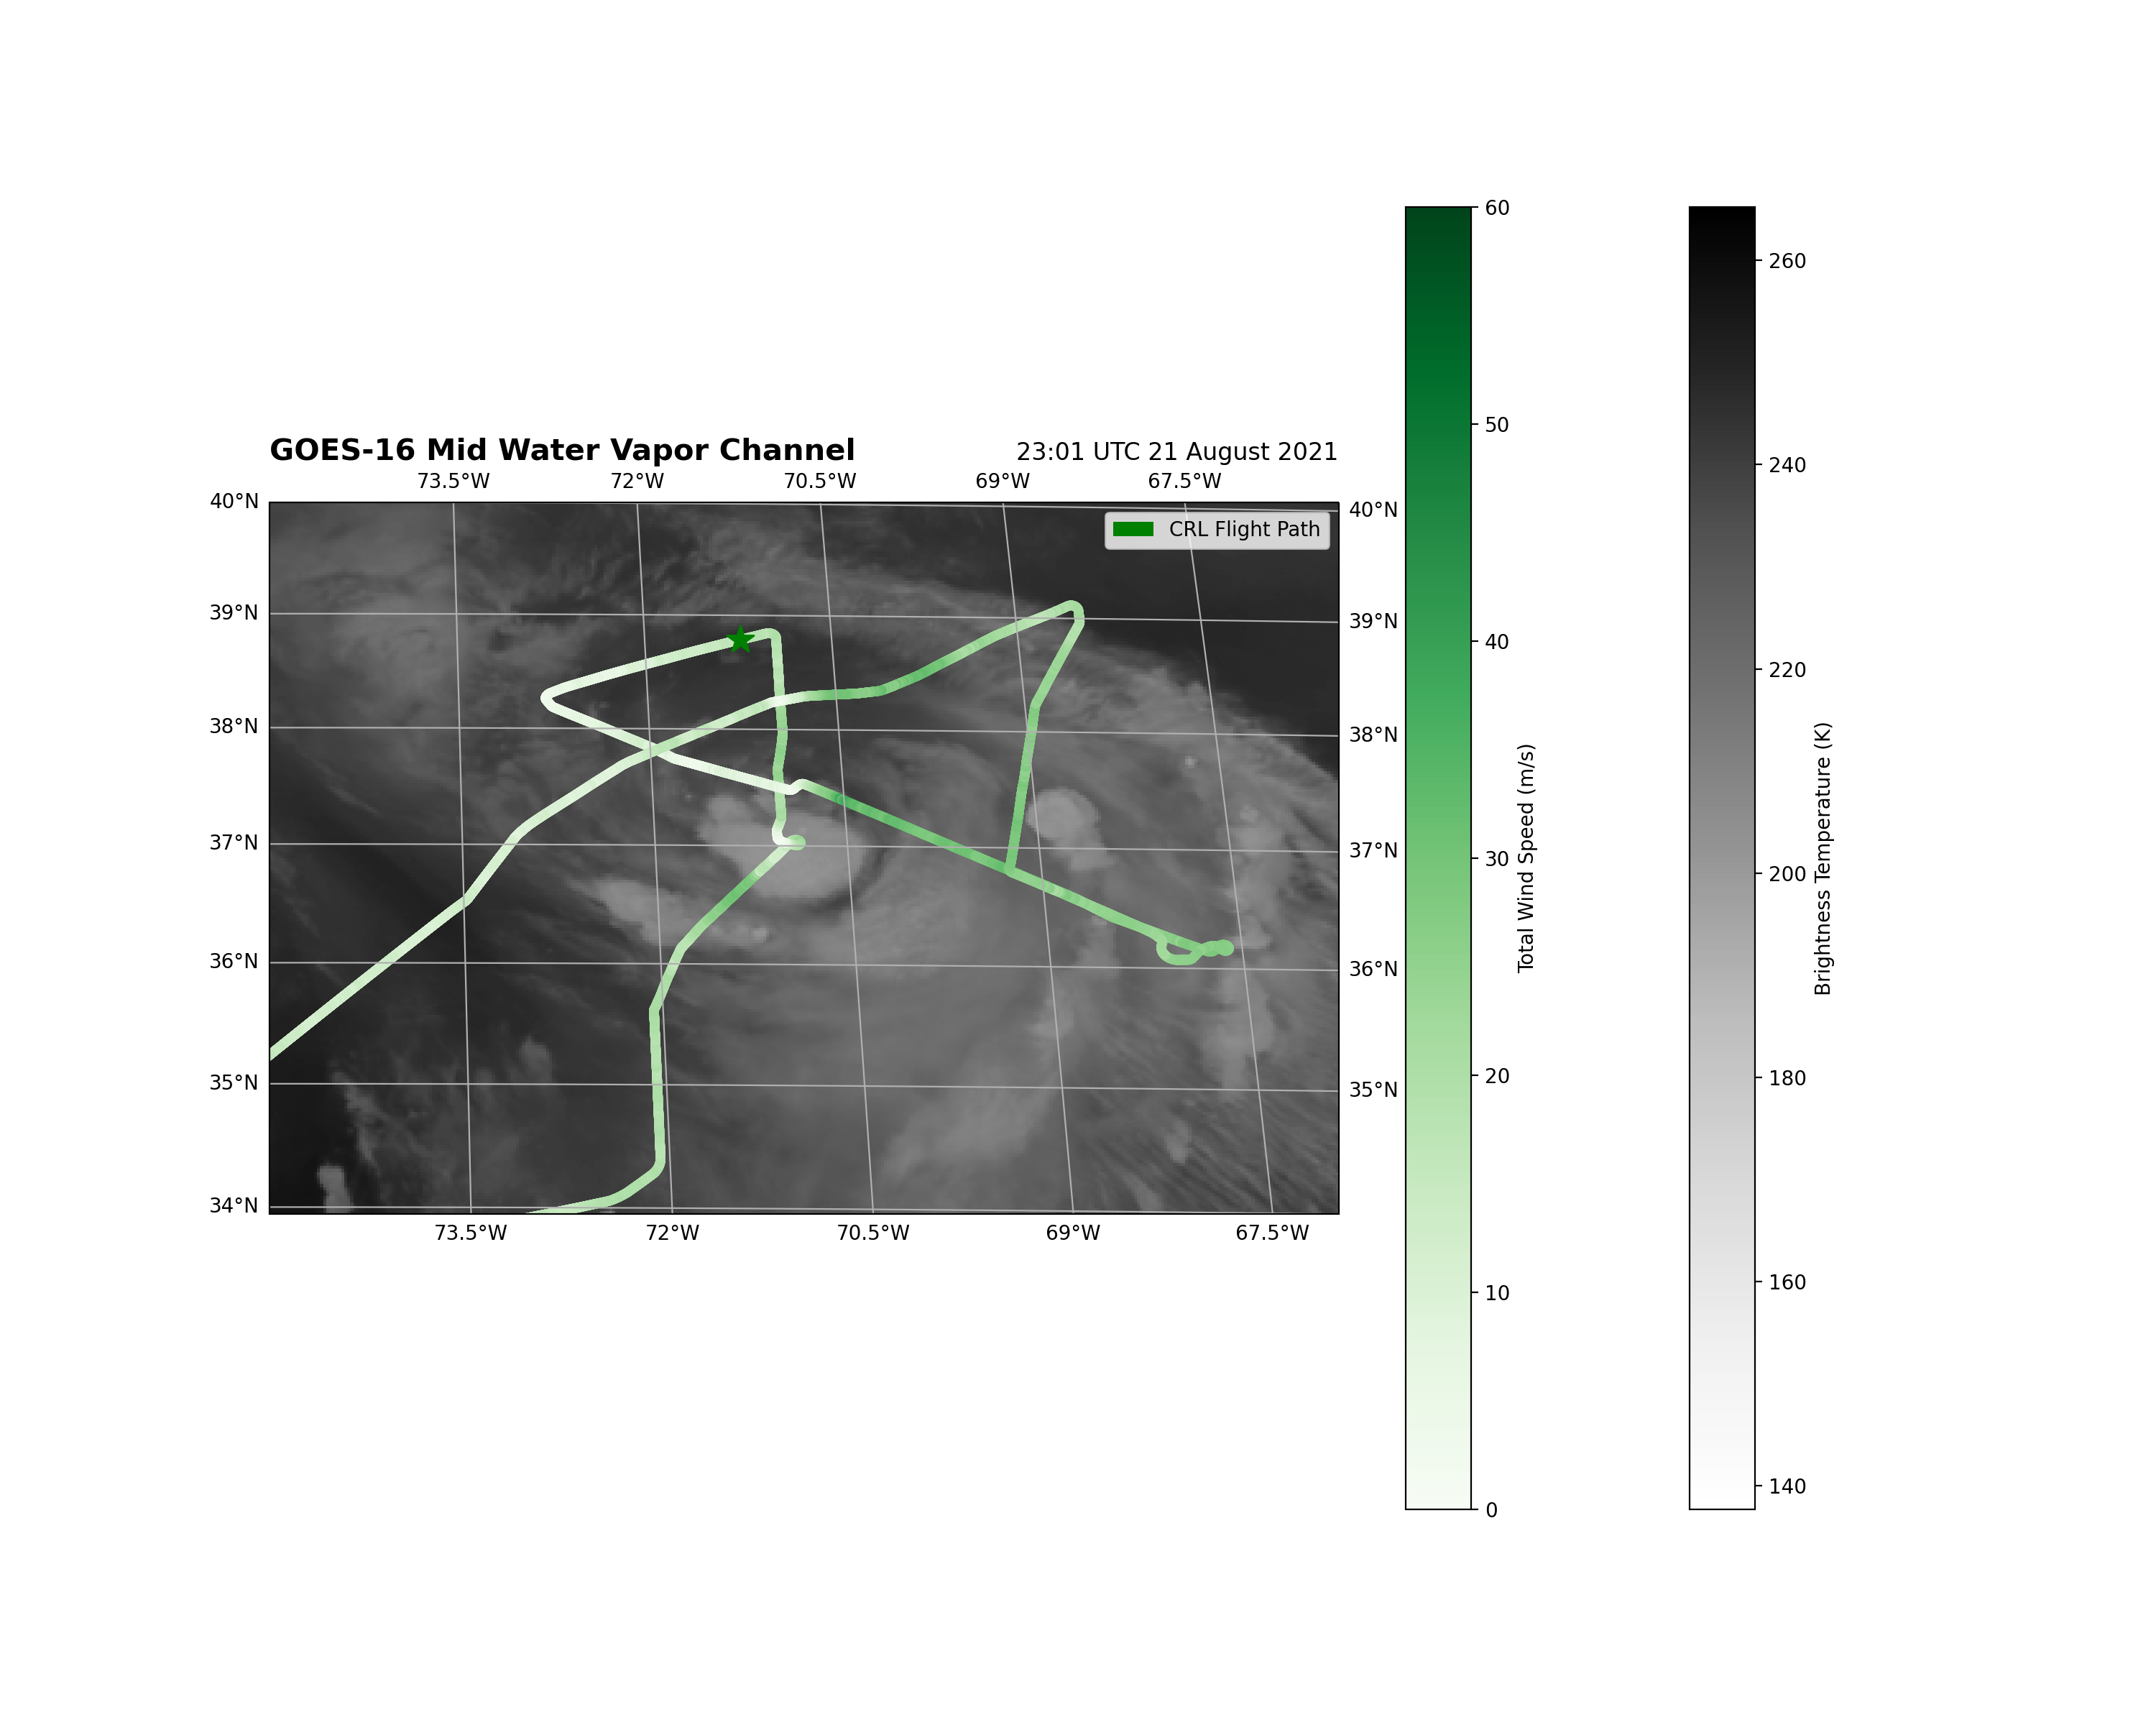 GOES-16 Mid Water Vapor Channel
23:01 UTC 21 August 2021
73.5°W 72°W 70.5°W 69°W 67.5°W
40°N
39°N
38°N
37°N
36°N
35°N
34°N
CRL Flight Path
40°N
39°N
38°N
37°N
36°N
35°N
73.5°W 72°W 70.5°W 69°W 67.5°W
60
50
40
30
20
10
0
Total Wind Speed (m/s)
260
240
220
200
180
160
140
Brightness Temperature (K)